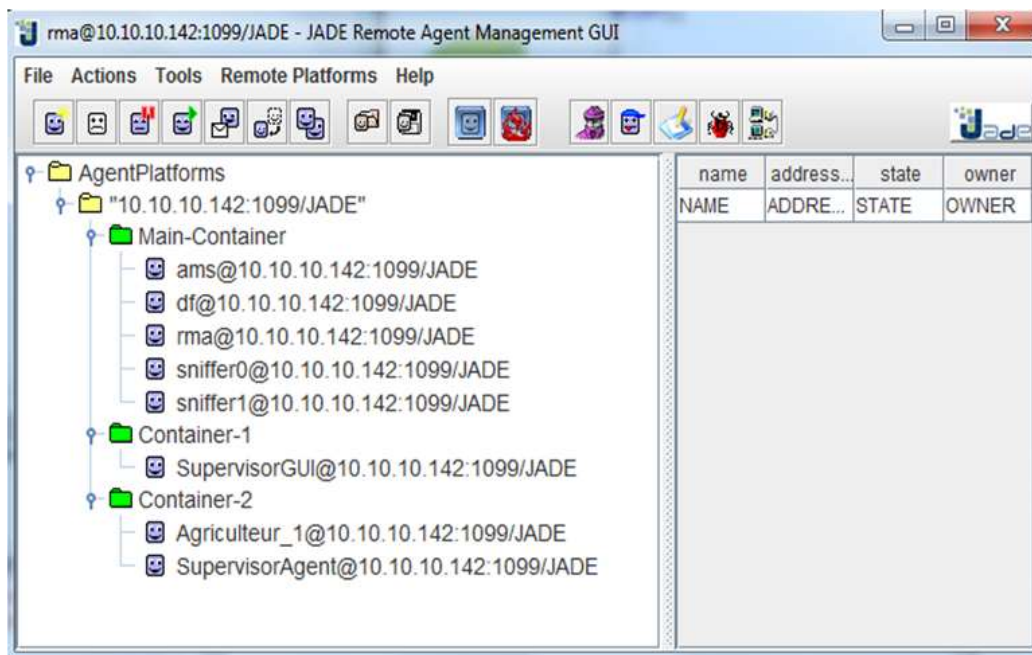 rma@10.10.10.142:1099/JADE - JADE Remote Agent Management GUI
File Actions Tools Remote Platforms Help
Jade
AgentPlatforms
"10.10.10.142:1099/JADE"
Main-Container
ams@10.10.10.142:1099/JADE
df@10.10.10.142:1099/JADE
rma@10.10.10.142:1099/JADE
sniffer0@10.10.10.142:1099/JADE
sniffer1@10.10.10.142:1099/JADE
Container-1
SupervisorGUI@10.10.10.142:1099/JADE
Container-2
Agriculteur_1@10.10.10.142:1099/JADE
SupervisorAgent@10.10.10.142:1099/JADE
name address... state owner
NAME ADDRE... STATE OWNER